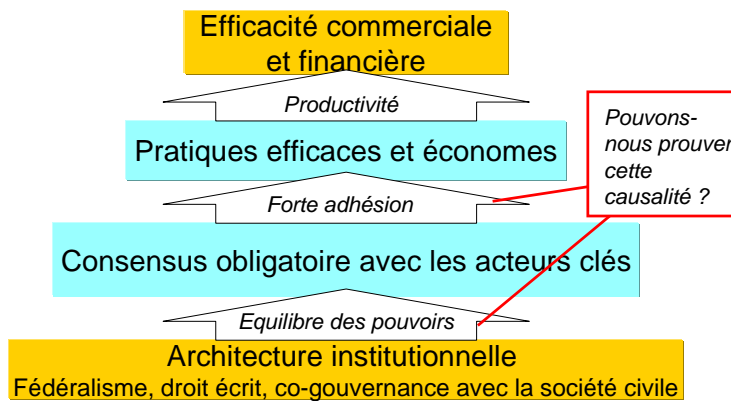 Efficacité commerciale
et financière
Productivité
Pratiques efficaces et économes
Pouvons-
nous prouver
cette
causalité ?
Forte adhésion
Consensus obligatoire avec les acteurs clés
Equilibre des pouvoirs
Architecture institutionnelle
Fédéralisme, droit écrit, co-gouvernance avec la société civile